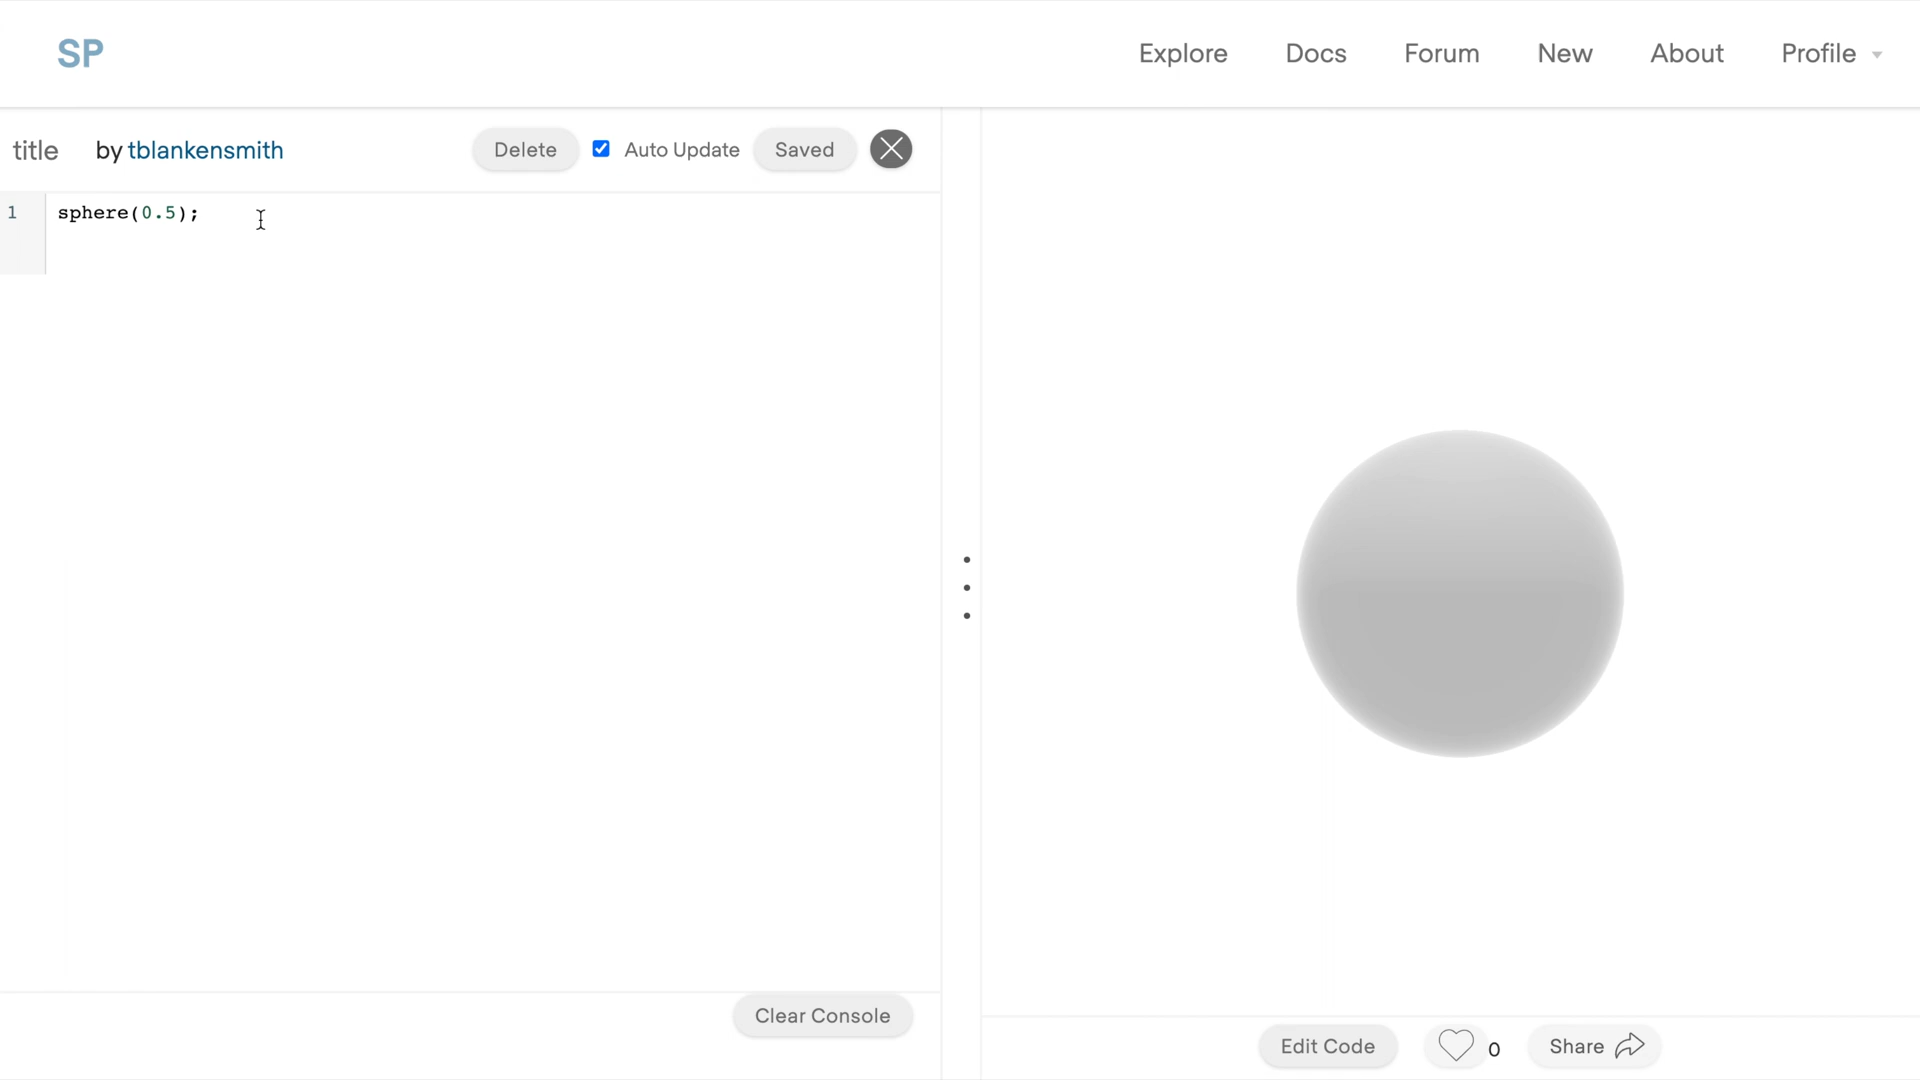 SP
Explore Docs Forum New About Profile
title by tblankensmith Delete Auto Update Saved
1 sphere(0.5);
Clear Console
Edit Code 0 Share